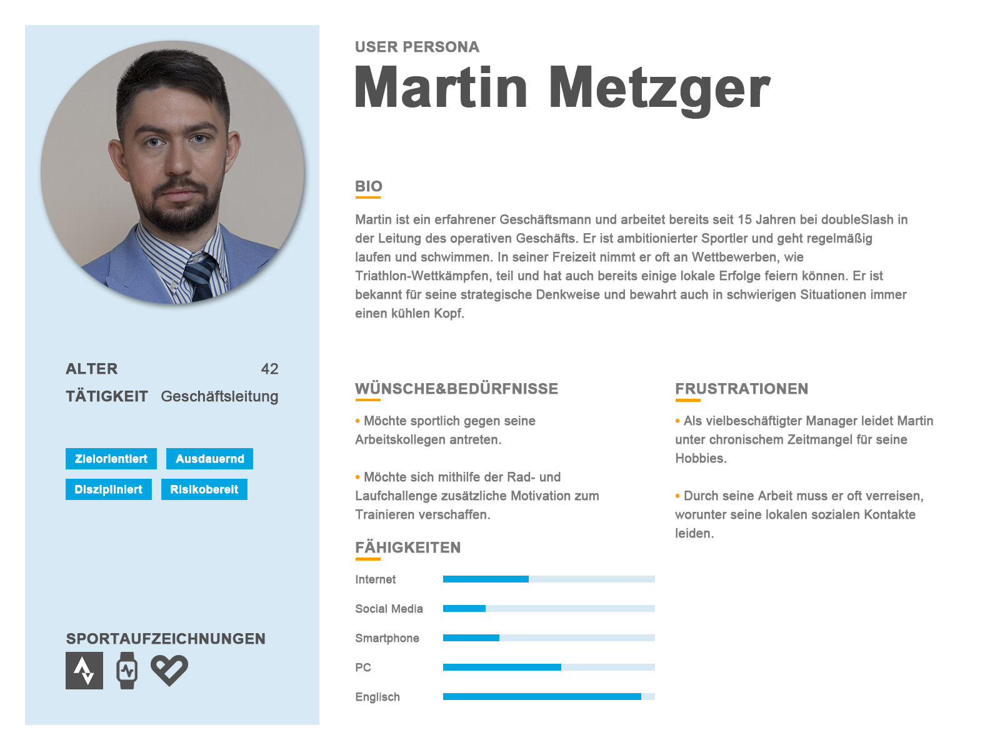 USER PERSONA
Martin Metzger
BIO
Martin ist ein erfahrener Geschäftsmann und arbeitet bereits seit 15 Jahren bei doubleSlash in
der Leitung des operativen Geschäfts. Er ist ambitionierter Sportler und geht regelmäßig
laufen und schwimmen. In seiner Freizeit nimmt er oft an Wettbewerben, wie
Triathlon-Wettkämpfen, teil und hat auch bereits einige lokale Erfolge feiern können. Er ist
bekannt für seine strategische Denkweise und bewahrt auch in schwierigen Situationen immer
einen kühlen Kopf.
ALTER 42
TÄTIGKEIT Geschäftsleitung
Zielorientiert Ausdauernd
Diszipliniert Risikobereit
SPORTAUFZEICHNUNGEN
WÜNSCHE&BEDÜRFNISSE
• Möchte sportlich gegen seine
Arbeitskollegen antreten.
• Möchte sich mithilfe der Rad- und
Laufchallenge zusätzliche Motivation zum
Trainieren verschaffen.
FRUSTRATIONEN
• Als vielbeschäftigter Manager leidet Martin
unter chronischem Zeitmangel für seine
Hobbies.
• Durch seine Arbeit muss er oft verreisen,
worunter seine lokalen sozialen Kontakte
leiden.
FÄHIGKEITEN
Internet
Social Media
Smartphone
PC
Englisch